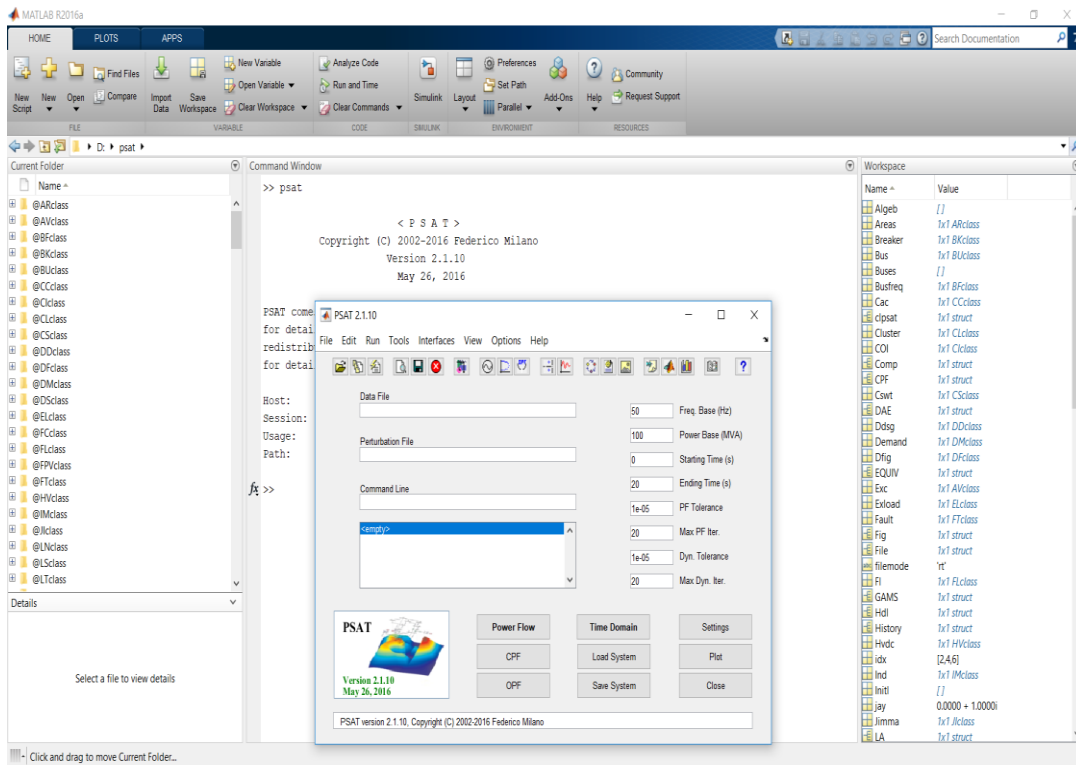 MATLAB R2016a
HOME PLOTS APPS
Search Documentation
New Script
New
Open
Find Files
Compare
Import Data
Save Workspace
New Variable
Open Variable
Clear Workspace
Analyze Code
Run and Time
Clear Commands
Simulink
Layout
Preferences
Set Path
Parallel
Add-Ons
Help
Community
Request Support
FILE VARIABLE CODE SIMULINK ENVIRONMENT RESOURCES
D: psat
Current Folder
Name
@ARclass
@AVclass
@BFclass
@BKclass
@BUclass
@CCclass
@CIclass
@CLclass
@CSclass
@DDclass
@DFclass
@DMclass
@DSclass
@ELclass
@FCclass
@FLclass
@FPVclass
@FTclass
@HVclass
@IMclass
@JIclass
@LNclass
@LSclass
@LTclass
Details
Select a file to view details
Command Window
>> psat
< P S A T >
Copyright (C) 2002-2016 Federico Milano
Version 2.1.10
May 26, 2016
PSAT come
for detai
redistrib
for detai
Host:
Session:
Usage:
Path:
fx >>
PSAT 2.1.10
File Edit Run Tools Interfaces View Options Help
Data File
Perturbation File
Command Line
<empty>
50 Freq. Base (Hz)
100 Power Base (MVA)
0 Starting Time (s)
20 Ending Time (s)
1e-05 PF Tolerance
20 Max PF Iter.
1e-05 Dyn. Tolerance
20 Max Dyn. Iter.
PSAT
Version 2.1.10
May 26, 2016
Power Flow Time Domain Settings
CPF Load System Plot
OPF Save System Close
PSAT version 2.1.10, Copyright (C) 2002-2016 Federico Milano
Workspace
Name Value
Algeb []
Areas 1x1 ARclass
Breaker 1x1 BKclass
Bus 1x1 BUclass
Buses []
Busfreq 1x1 BFclass
Cac 1x1 CCclass
clpsat 1x1 struct
Cluster 1x1 CLclass
COI 1x1 CIclass
Comp 1x1 struct
CPF 1x1 struct
Cswt 1x1 CSclass
DAE 1x1 struct
Ddsg 1x1 DDclass
Demand 1x1 DMclass
Dfig 1x1 DFclass
EQUIV 1x1 struct
Exc 1x1 AVclass
Exload 1x1 ELclass
Fault 1x1 FTclass
Fig 1x1 struct
File 1x1 struct
filemode 'rt'
Fl 1x1 FLclass
GAMS 1x1 struct
Hdl 1x1 struct
History 1x1 struct
Hvdc 1x1 HVclass
idx [2,4,6]
Ind 1x1 IMclass
Initl []
jay 0.0000 + 1.0000i
Jimma 1x1 JIclass
LA 1x1 struct
Click and drag to move Current Folder...